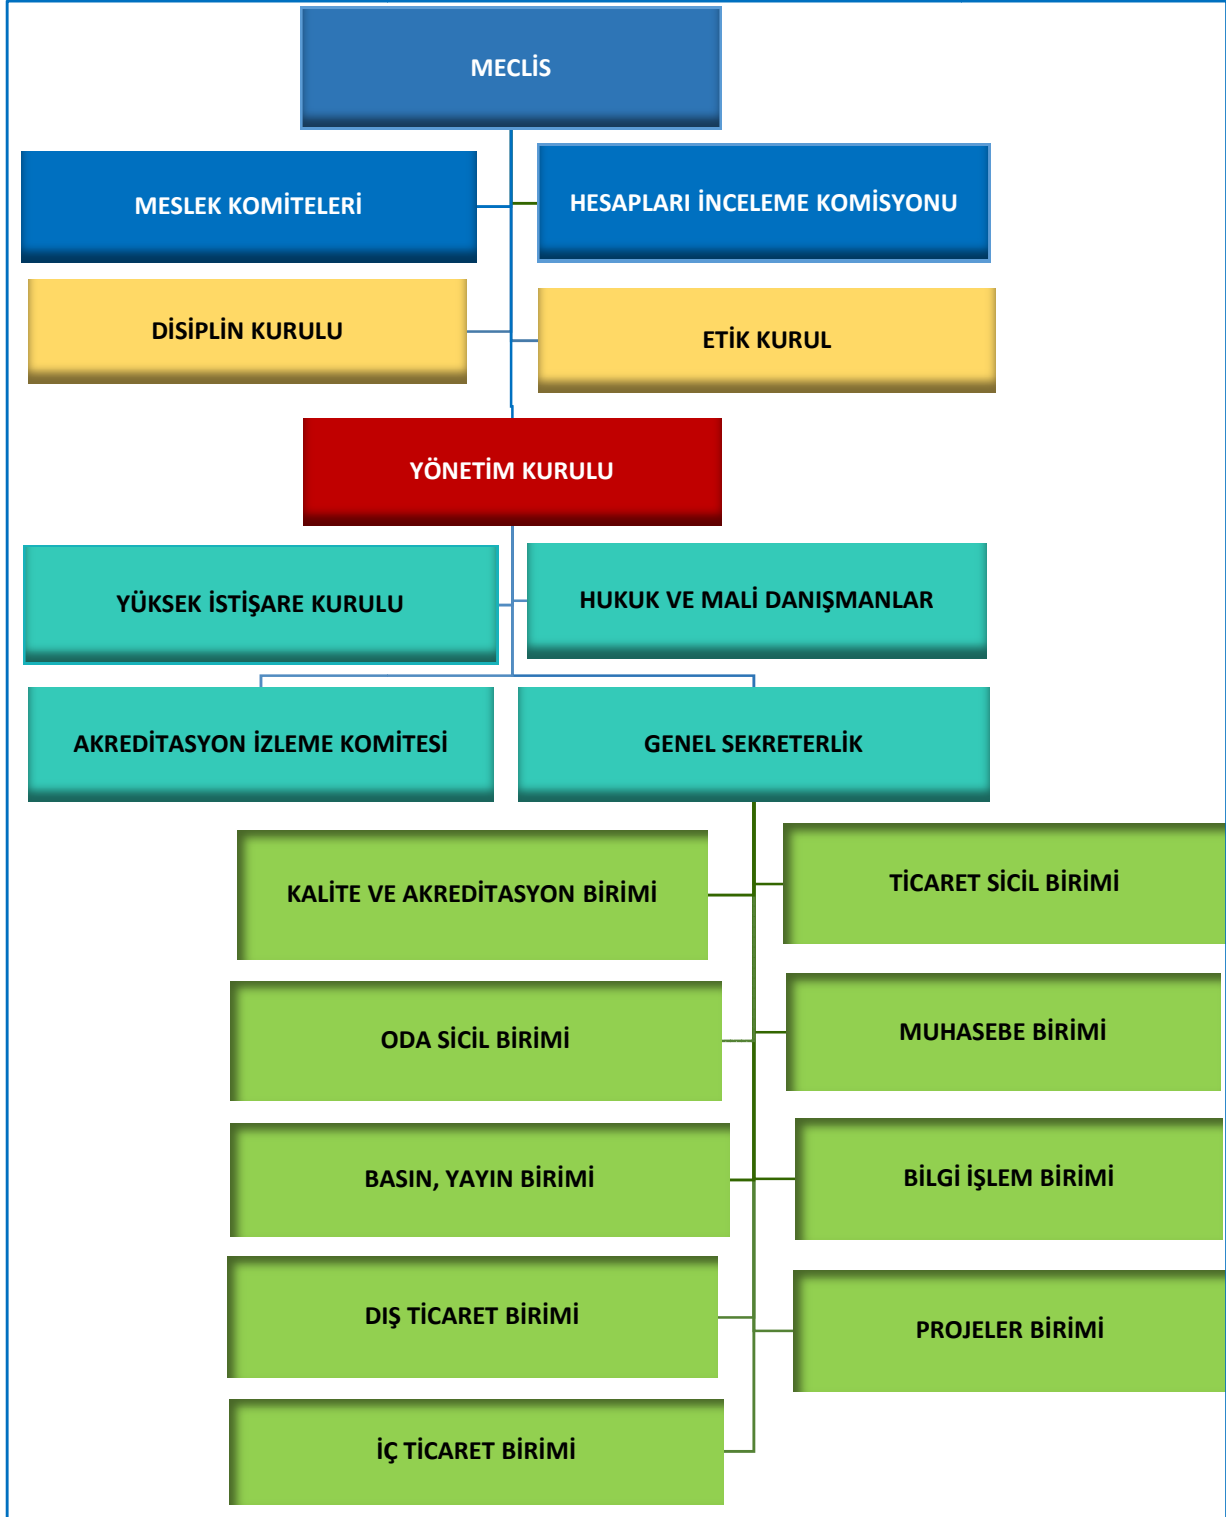 MECLİS
MESLEK KOMİTELERİ
HESAPLARI İNCELEME KOMİSYONU
DİSİPLİN KURULU
ETİK KURUL
YÖNETİM KURULU
YÜKSEK İSTİŞARE KURULU
HUKUK VE MALİ DANIŞMANLAR
AKREDİTASYON İZLEME KOMİTESİ
GENEL SEKRETERLİK
KALİTE VE AKREDİTASYON BİRİMİ
TİCARET SİCİL BİRİMİ
ODA SİCİL BİRİMİ
MUHASEBE BİRİMİ
BASIN, YAYIN BİRİMİ
BİLGİ İŞLEM BİRİMİ
DIŞ TİCARET BİRİMİ
PROJELER BİRİMİ
İÇ TİCARET BİRİMİ